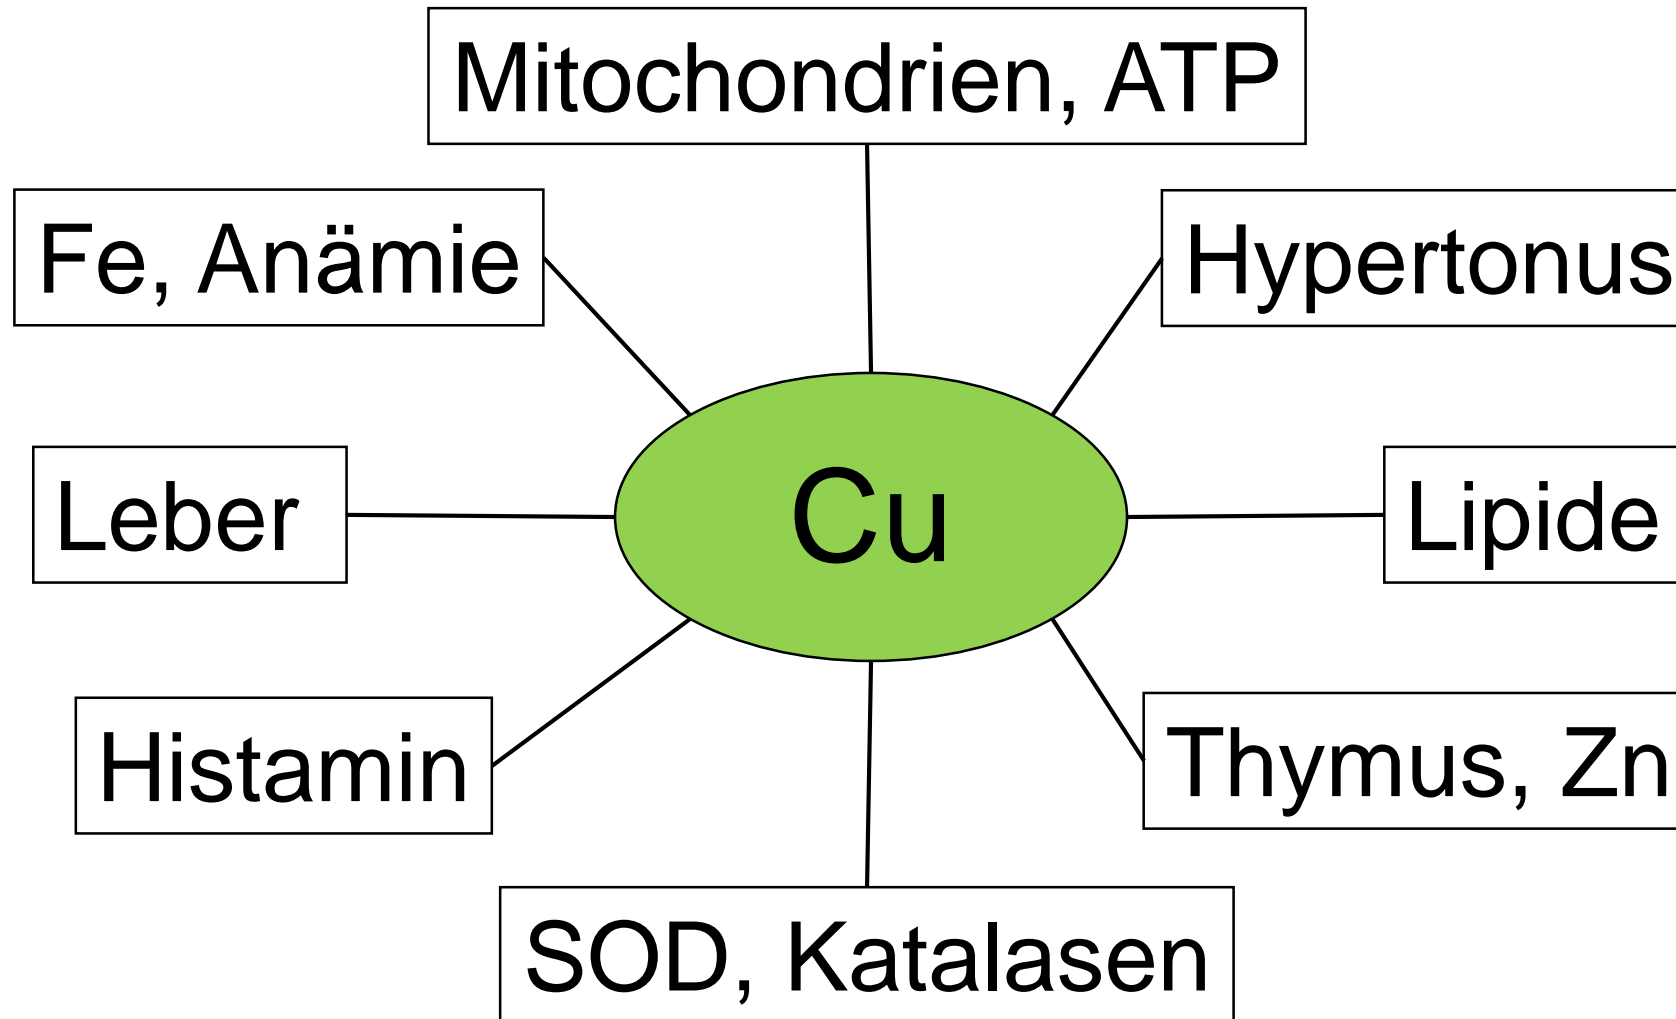 Mitochondrien, ATP
Fe, Anämie
Hypertonus
Leber
Cu
Lipide
Histamin
Thymus, Zn
SOD, Katalasen